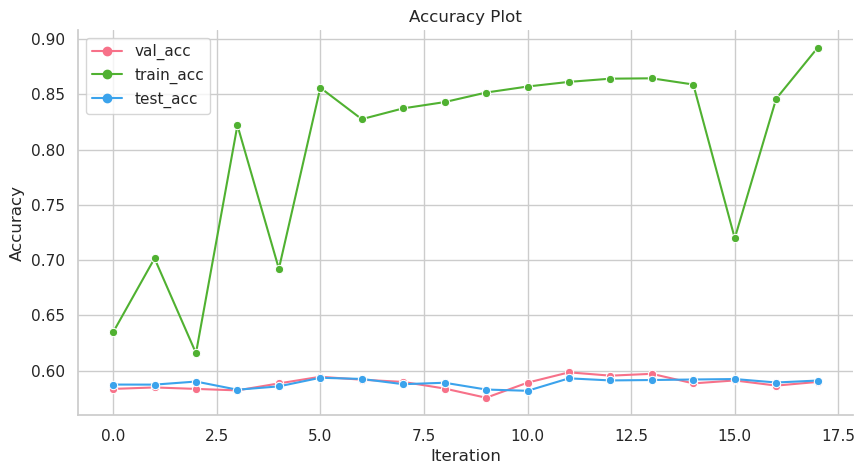 Accuracy Plot
val_acc
train_acc
test_acc
0.90
0.85
0.80
0.75
0.70
0.65
0.60
Accuracy
0.0 2.5 5.0 7.5 10.0 12.5 15.0 17.5
Iteration